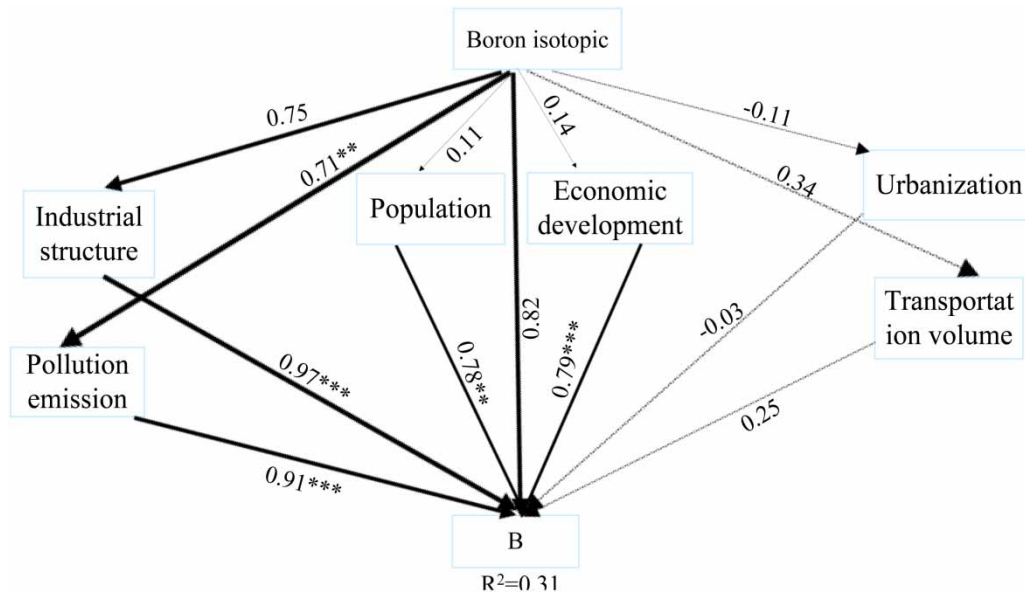 Boron isotopic
0.75
0.71**
0.11
0.14
-0.11
0.34
Industrial
structure
Population
Economic
development
Urbanization
Transportat
ion volume
Pollution
emission
0.97***
0.78**
0.82
0.79***
-0.03
0.25
0.91***
B
R²=0.31